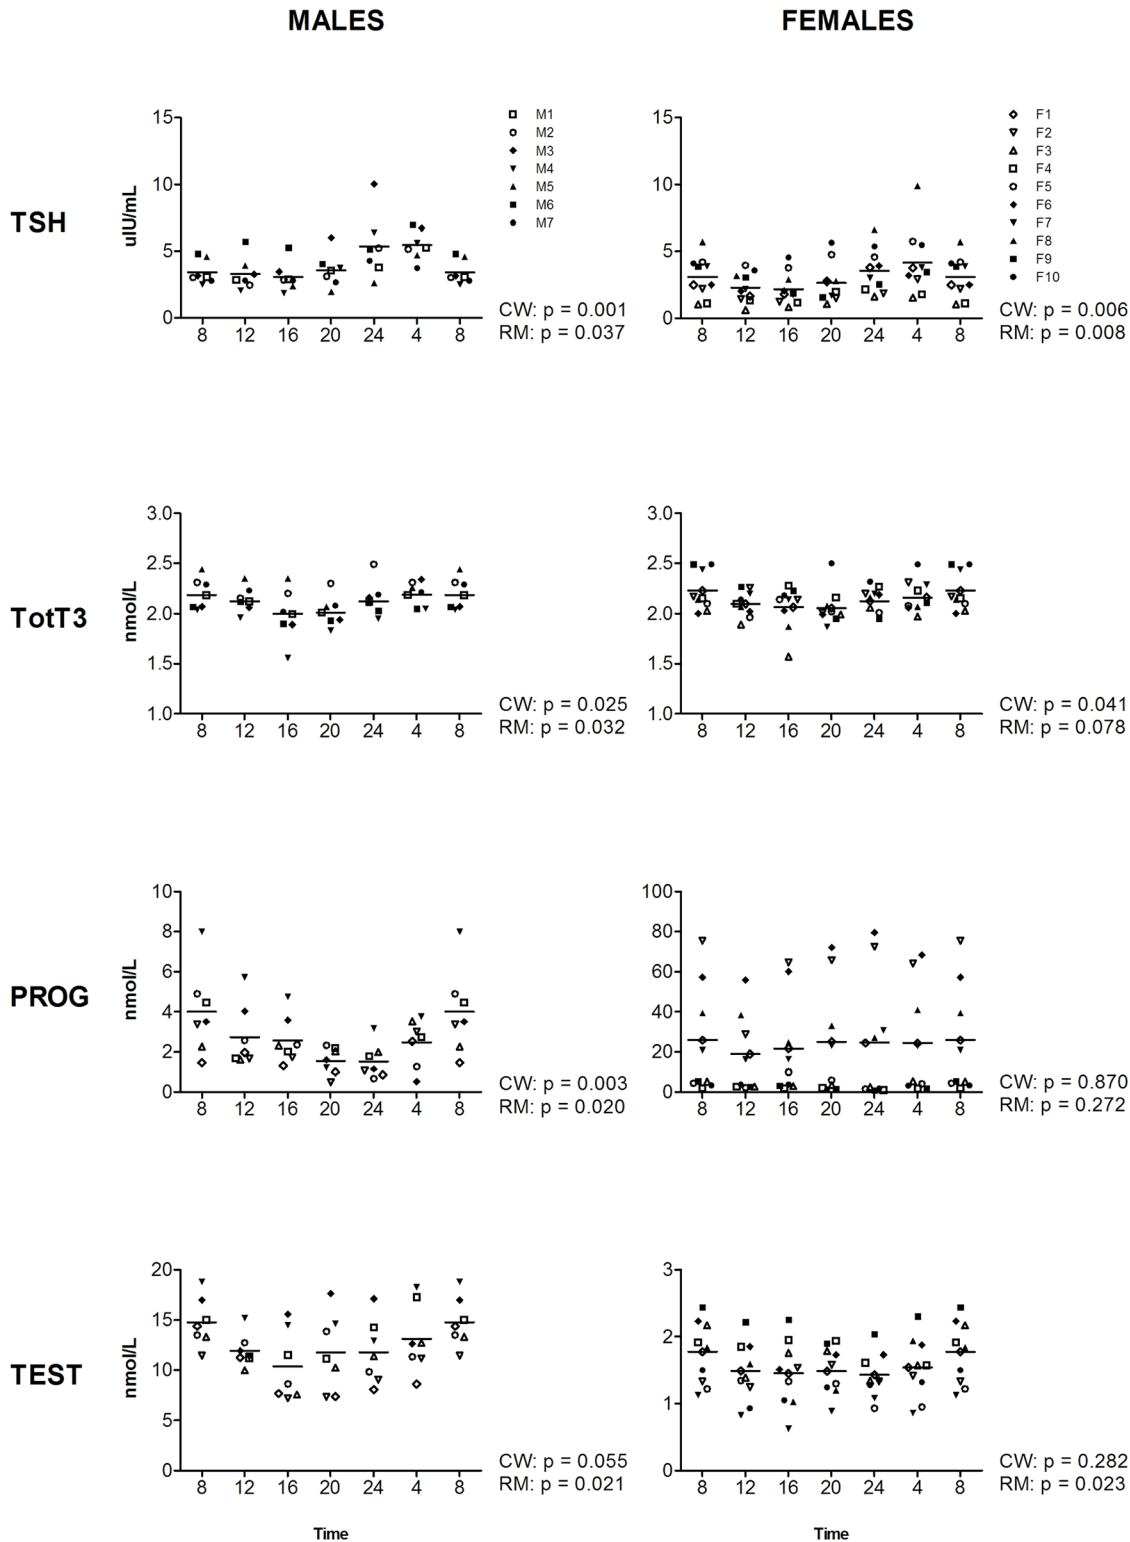 MALES
FEMALES
TSH
uIU/mL
15
10
5
0
8 12 16 20 24 4 8
M1
M2
M3
M4
M5
M6
M7
CW: p = 0.001
RM: p = 0.037
15
10
5
0
8 12 16 20 24 4 8
F1
F2
F3
F4
F5
F6
F7
F8
F9
F10
CW: p = 0.006
RM: p = 0.008
TotT3
nmol/L
3.0
2.5
2.0
1.5
1.0
8 12 16 20 24 4 8
CW: p = 0.025
RM: p = 0.032
3.0
2.5
2.0
1.5
1.0
8 12 16 20 24 4 8
CW: p = 0.041
RM: p = 0.078
PROG
nmol/L
10
8
6
4
2
0
8 12 16 20 24 4 8
CW: p = 0.003
RM: p = 0.020
100
80
60
40
20
0
8 12 16 20 24 4 8
CW: p = 0.870
RM: p = 0.272
TEST
nmol/L
20
15
10
5
0
8 12 16 20 24 4 8
CW: p = 0.055
RM: p = 0.021
Time
3
2
1
0
8 12 16 20 24 4 8
CW: p = 0.282
RM: p = 0.023
Time